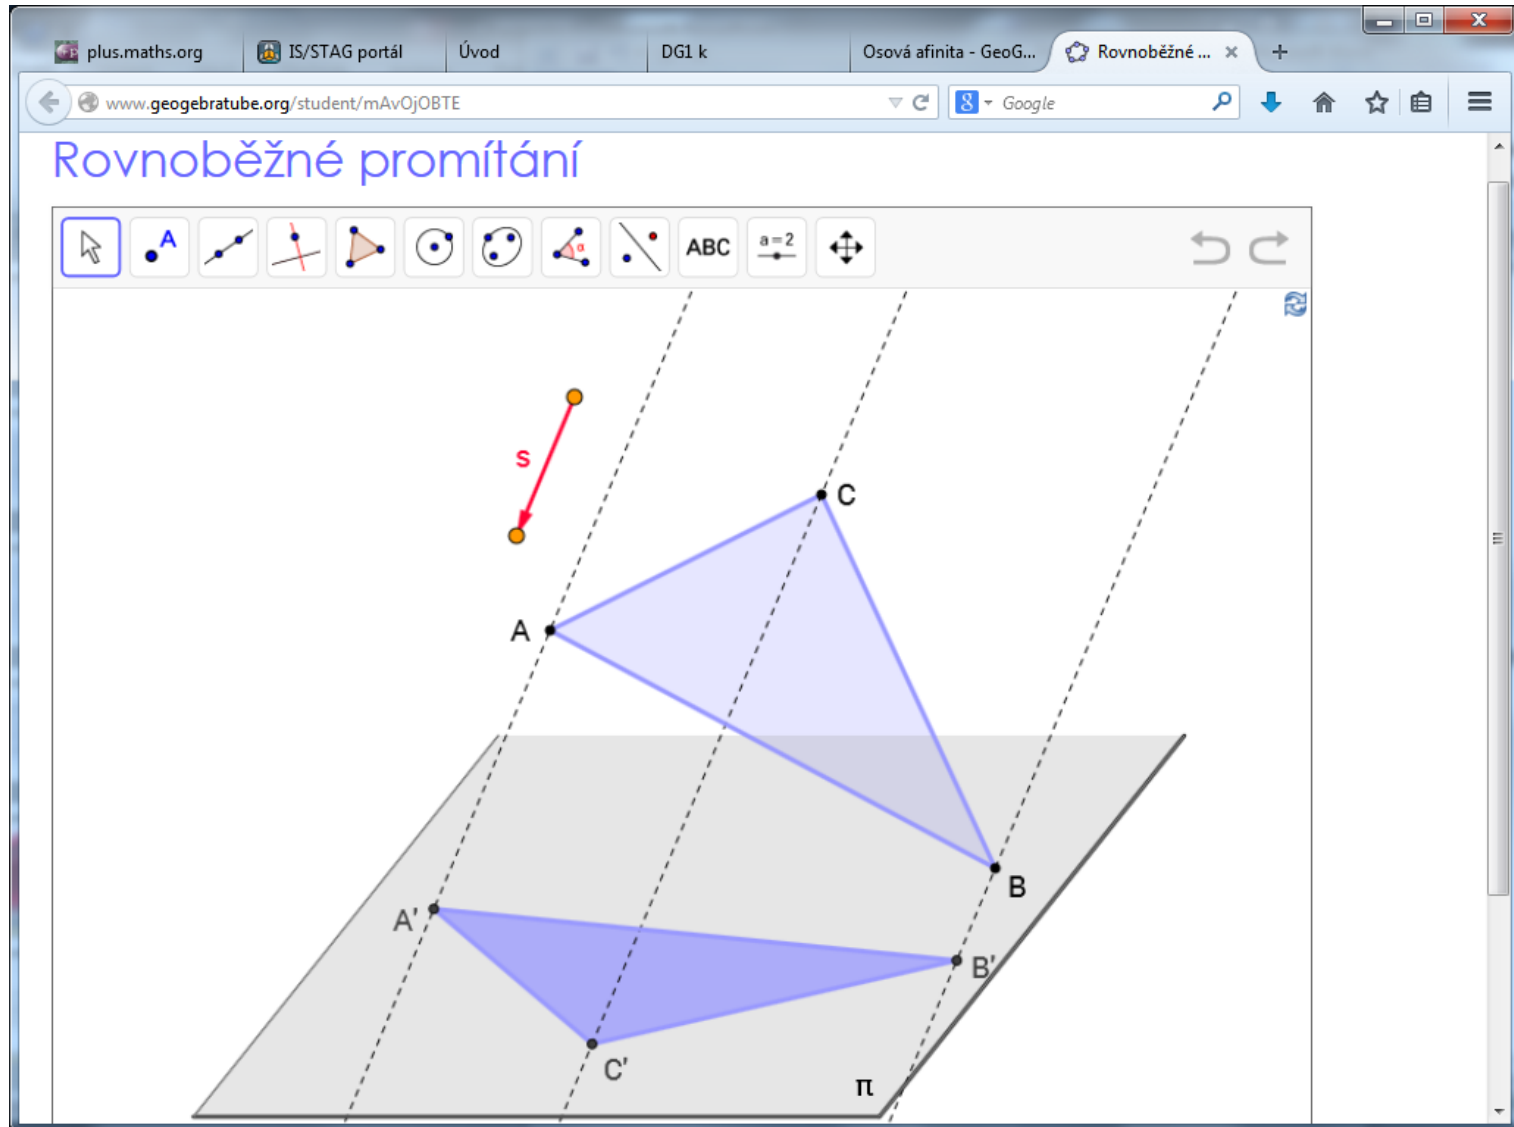 plus.maths.org
IS/STAG portál
Úvod
DG1 k
Osová afinita - GeoG...
Rovnoběžné ...
www.geogebratube.org/student/mAvOjOBTE
8
Google
Rovnoběžné promítání
A
α
ABC
a=2
s
C
A
B
A'
B'
C'
π